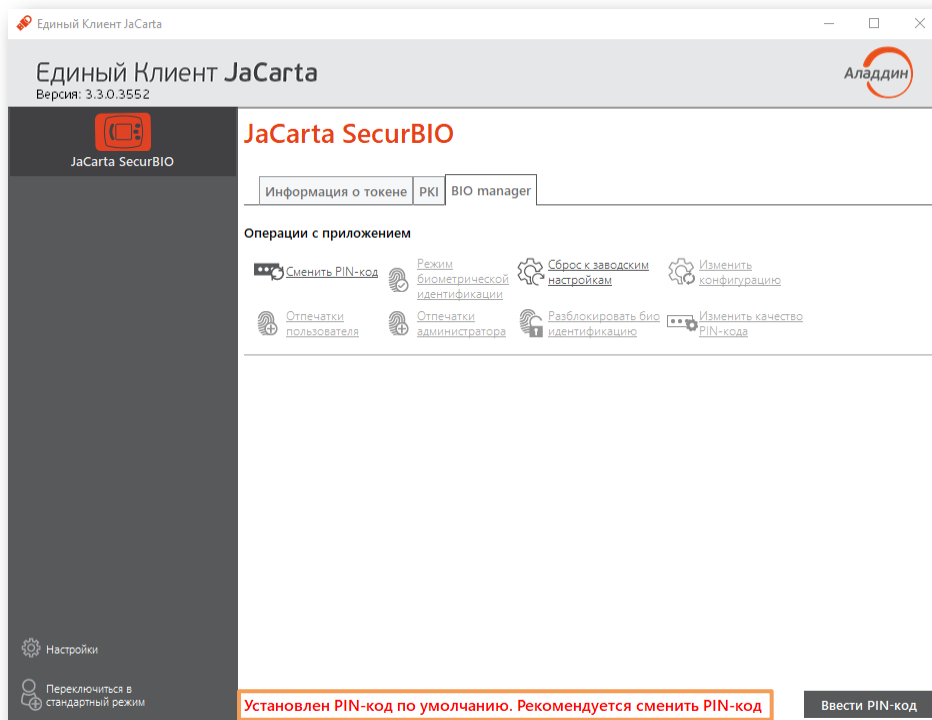 Единый Клиент JaCarta
Единый Клиент JaCarta
Версия: 3.3.0.3552
Аладдин
JaCarta SecurBIO
JaCarta SecurBIO
Информация о токене
PKI
BIO manager
Операции с приложением
Сменить PIN-код
Режим
биометрической
идентификации
Сброс к заводским
настройкам
Изменить
конфигурацию
Отпечатки
пользователя
Отпечатки
администратора
Разблокировать био
идентификацию
Изменить качество
PIN-кода
Настройки
Переключиться в
стандартный режим
Установлен PIN-код по умолчанию. Рекомендуется сменить PIN-код
Ввести PIN-код